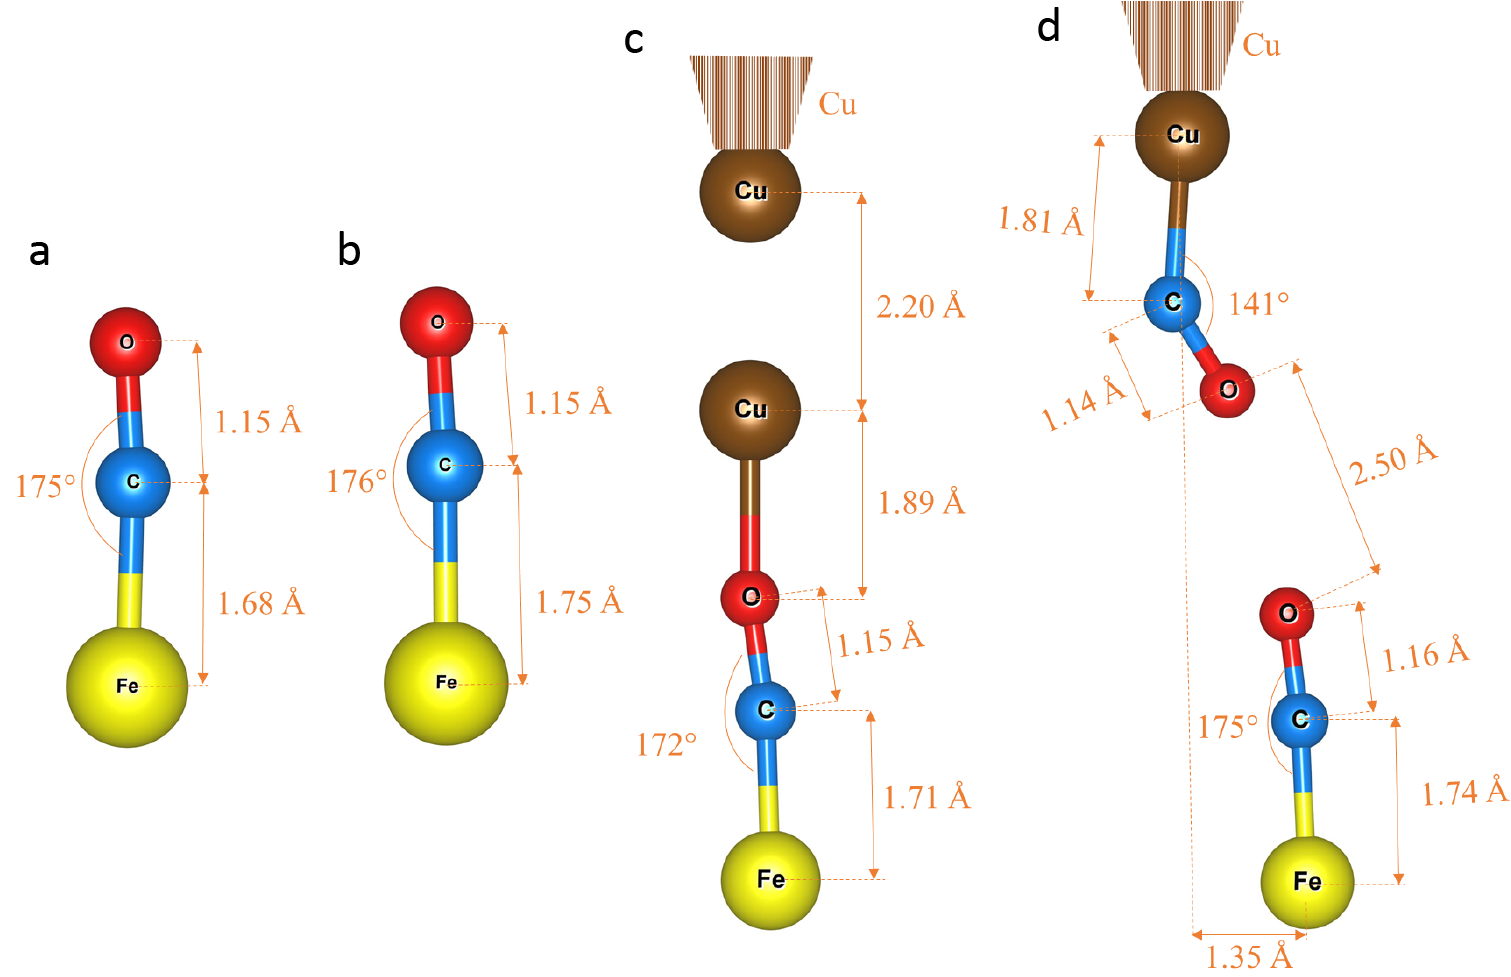 a
O
1.15 Å
175°
C
1.68 Å
Fe
b
O
1.15 Å
176°
C
1.75 Å
Fe
c
Cu
Cu
2.20 Å
Cu
1.89 Å
O
1.15 Å
172°
C
1.71 Å
Fe
d
Cu
Cu
1.81 Å
C
141°
1.14 Å
O
2.50 Å
O
1.16 Å
175°
C
1.74 Å
Fe
1.35 Å